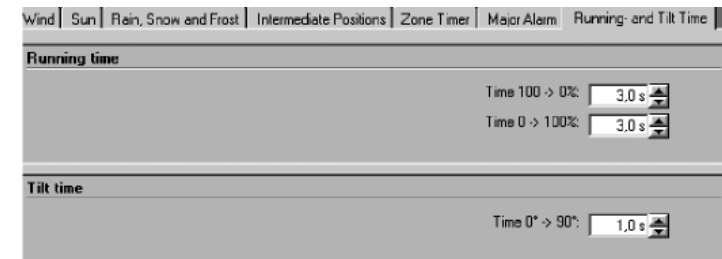 Wind Sun Rain, Snow and Frost Intermediate Positions Zone Timer Major Alarm Running- and Tilt Time
Running time
Time 100 -> 0%: 3,0 s
Time 0 -> 100%: 3,0 s
Tilt time
Time 0° -> 90°: 1,0 s